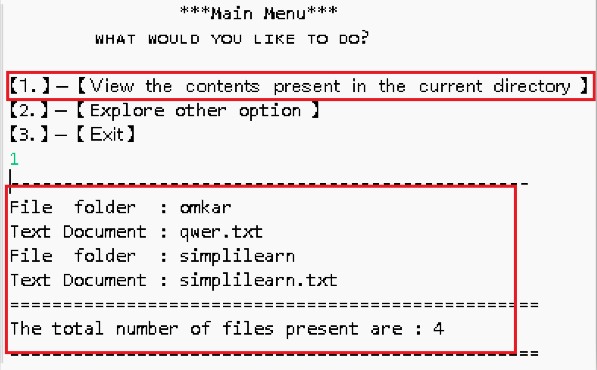 ***Main Menu***
WHAT WOULD YOU LIKE TO DO?
【1.】—【View the contents present in the current directory 】
【2.】—【Explore other option 】
【3.】—【Exit】
1
--------------------------------------------------
File  folder  : omkar
Text Document : qwer.txt
File  folder  : simplilearn
Text Document : simplilearn.txt
==================================================
The total number of files present are : 4
==================================================